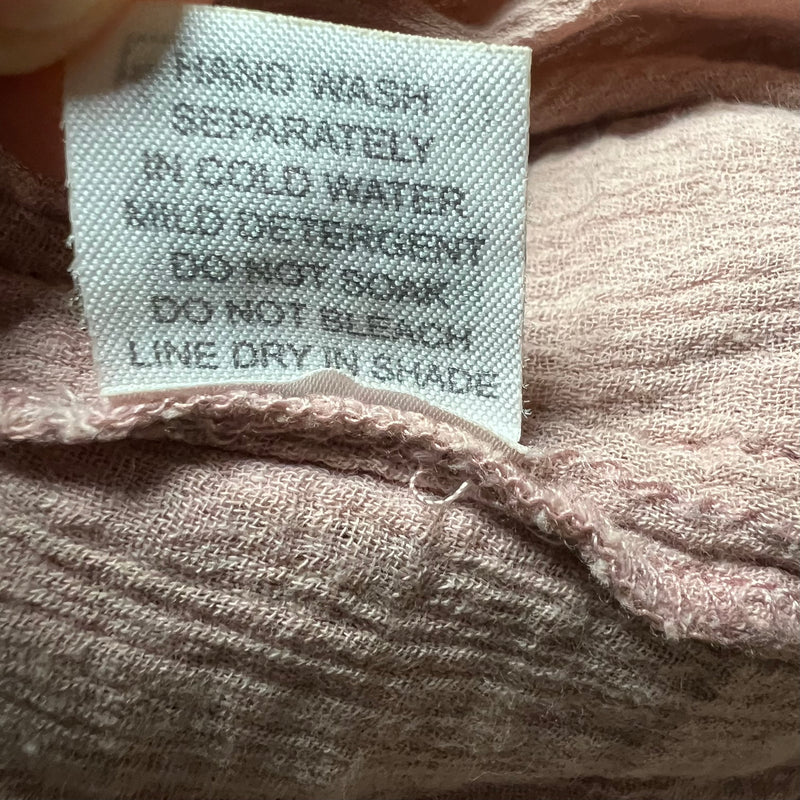 HAND WASH
SEPARATELY
IN COLD WATER
MILD DETERGENT
DO NOT SOAK
DO NOT BLEACH
LINE DRY IN SHADE